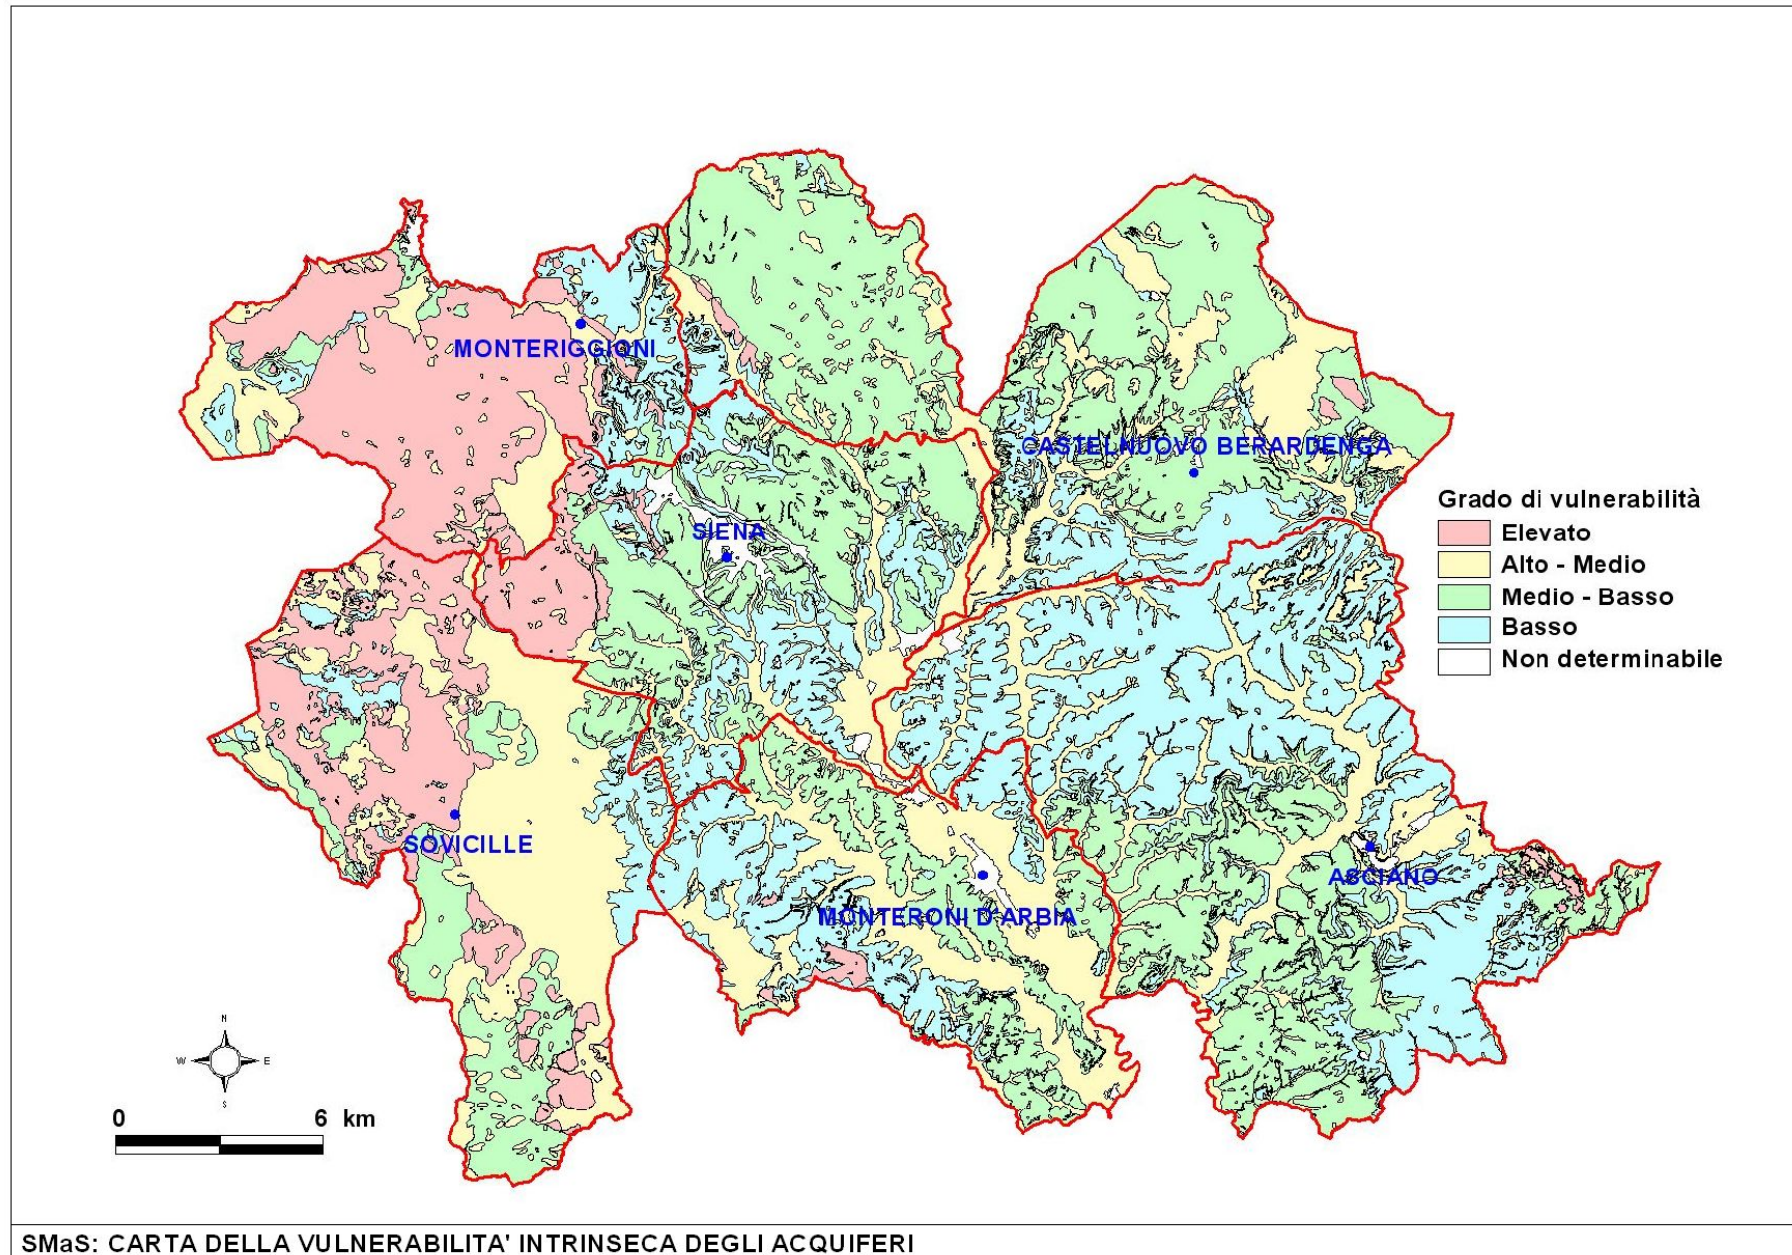 MONTERIGGIONI
CASTELNUOVO BERARDENGA
SIENA
SOVICILLE
ASCIANO
MONTERONI D'ARBIA
Grado di vulnerabilità
Elevato
Alto - Medio
Medio - Basso
Basso
Non determinabile
N
W E
S
0 6 km
SMaS: CARTA DELLA VULNERABILITA' INTRINSECA DEGLI ACQUIFERI